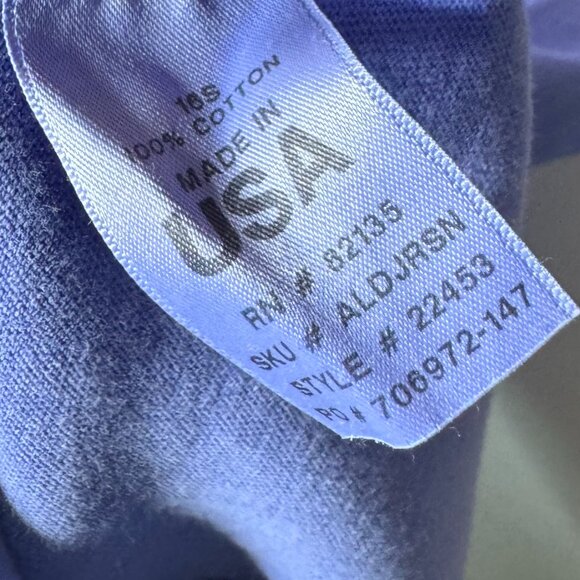 16S
100% COTTON
MADE IN
USA
RN # 82135
SKU # ALDJRSN
STYLE # 22453
PO # 706972-147